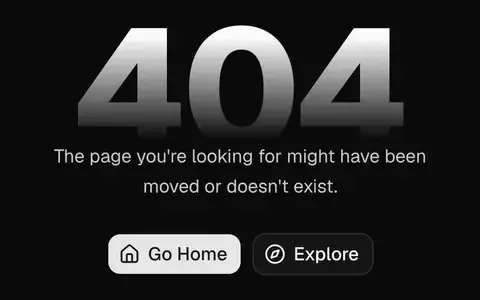 404
The page you're looking for might have been
moved or doesn't exist.
Go Home
Explore